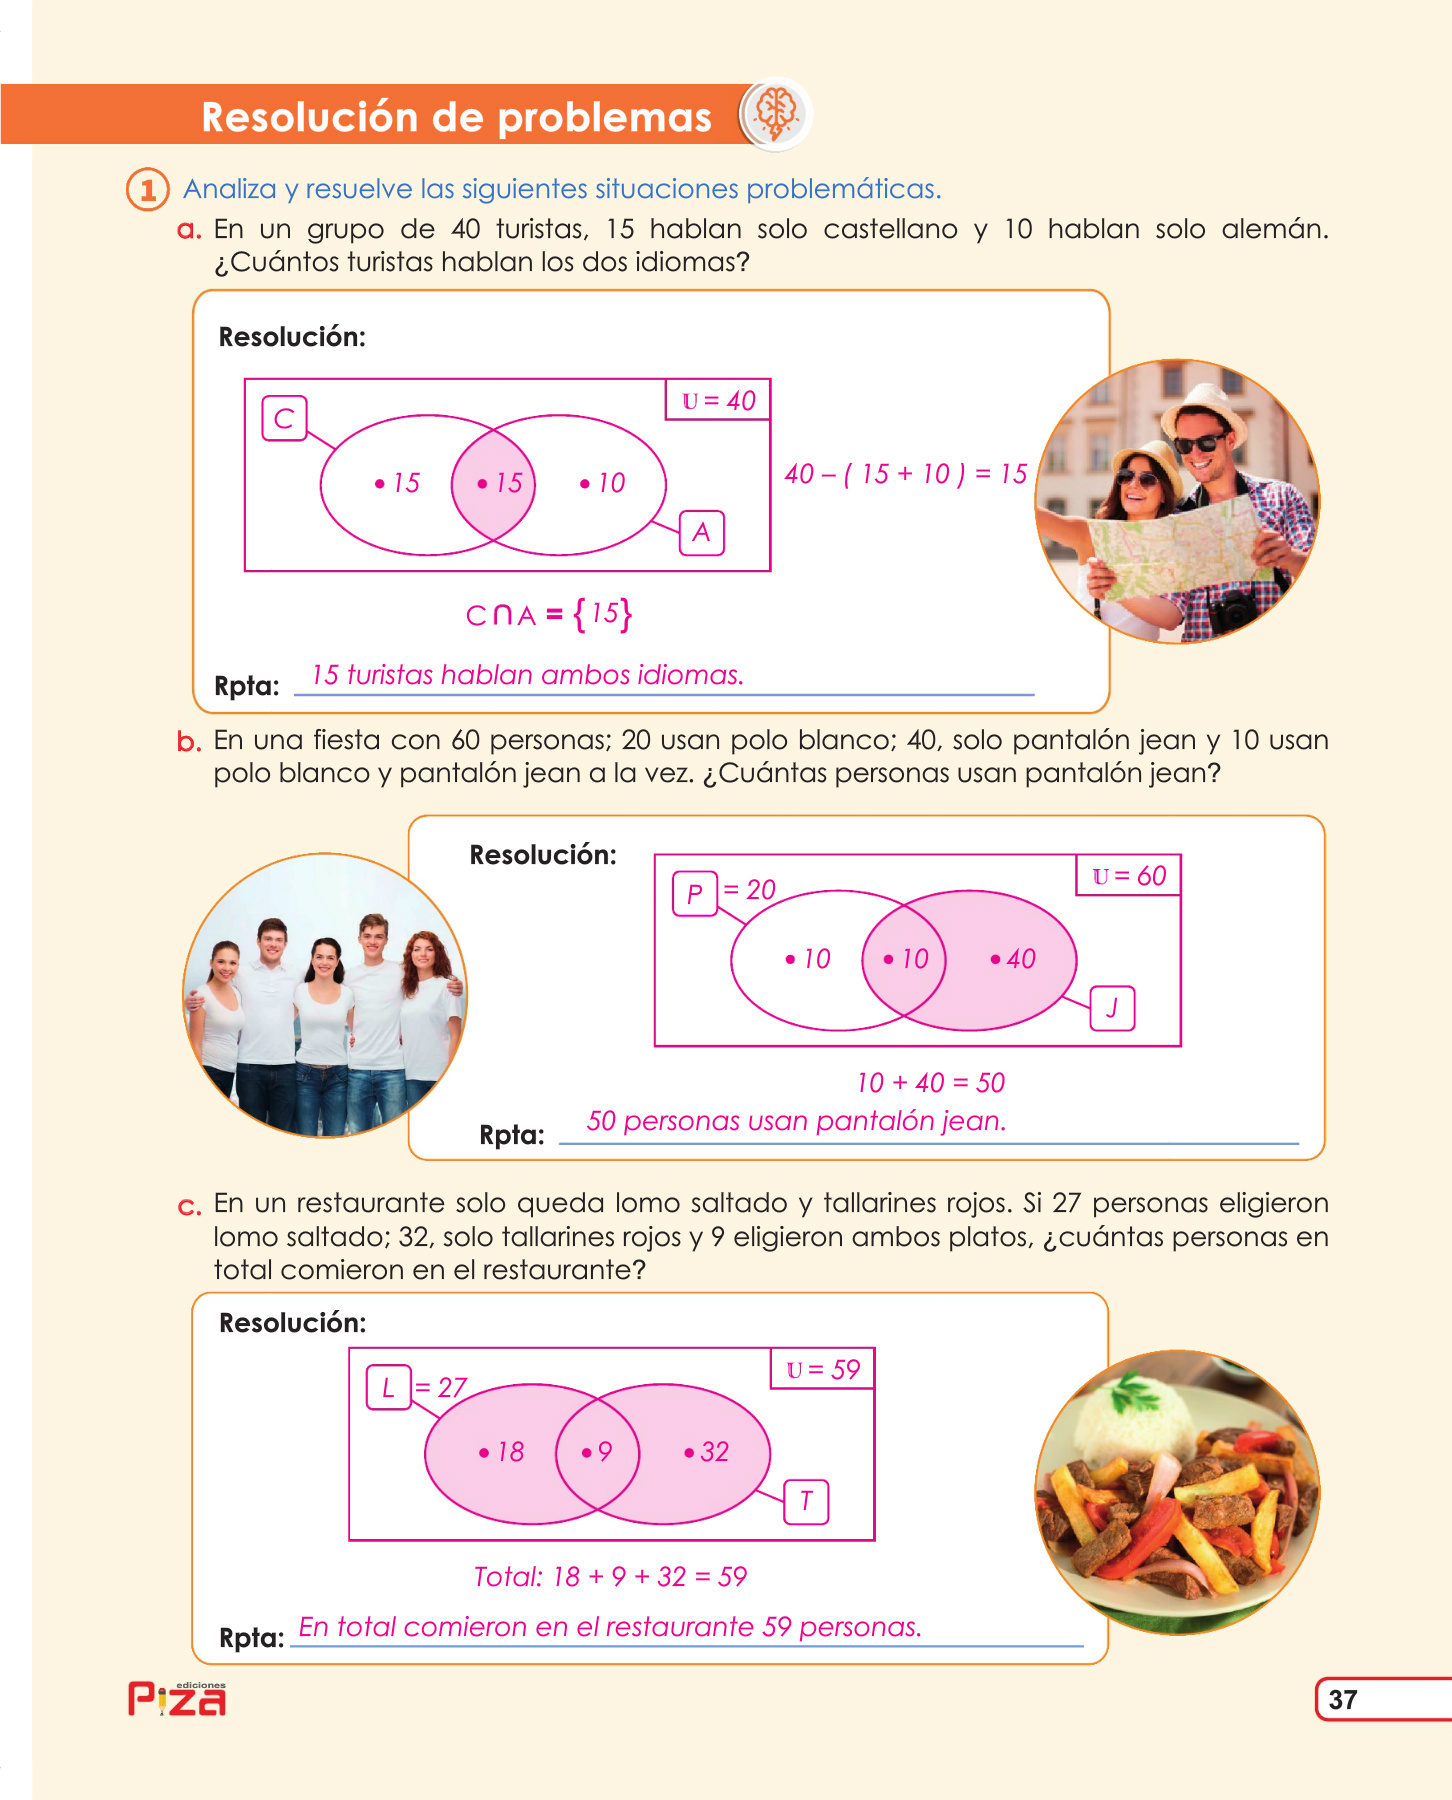 Resolución de problemas
1 Analiza y resuelve las siguientes situaciones problemáticas.
a. En un grupo de 40 turistas, 15 hablan solo castellano y 10 hablan solo alemán.
¿Cuántos turistas hablan los dos idiomas?
Resolución:
C
𝕌 = 40
• 15 • 15 • 10
40 – ( 15 + 10 ) = 15
A
C∩A = {15}
Rpta: 15 turistas hablan ambos idiomas.
b. En una fiesta con 60 personas; 20 usan polo blanco; 40, solo pantalón jean y 10 usan
polo blanco y pantalón jean a la vez. ¿Cuántas personas usan pantalón jean?
Resolución:
P = 20
𝕌 = 60
• 10 • 10 • 40
J
10 + 40 = 50
Rpta: 50 personas usan pantalón jean.
c. En un restaurante solo queda lomo saltado y tallarines rojos. Si 27 personas eligieron
lomo saltado; 32, solo tallarines rojos y 9 eligieron ambos platos, ¿cuántas personas en
total comieron en el restaurante?
Resolución:
L = 27
𝕌 = 59
• 18 • 9 • 32
T
Total: 18 + 9 + 32 = 59
Rpta: En total comieron en el restaurante 59 personas.
ediciones
Piza
37